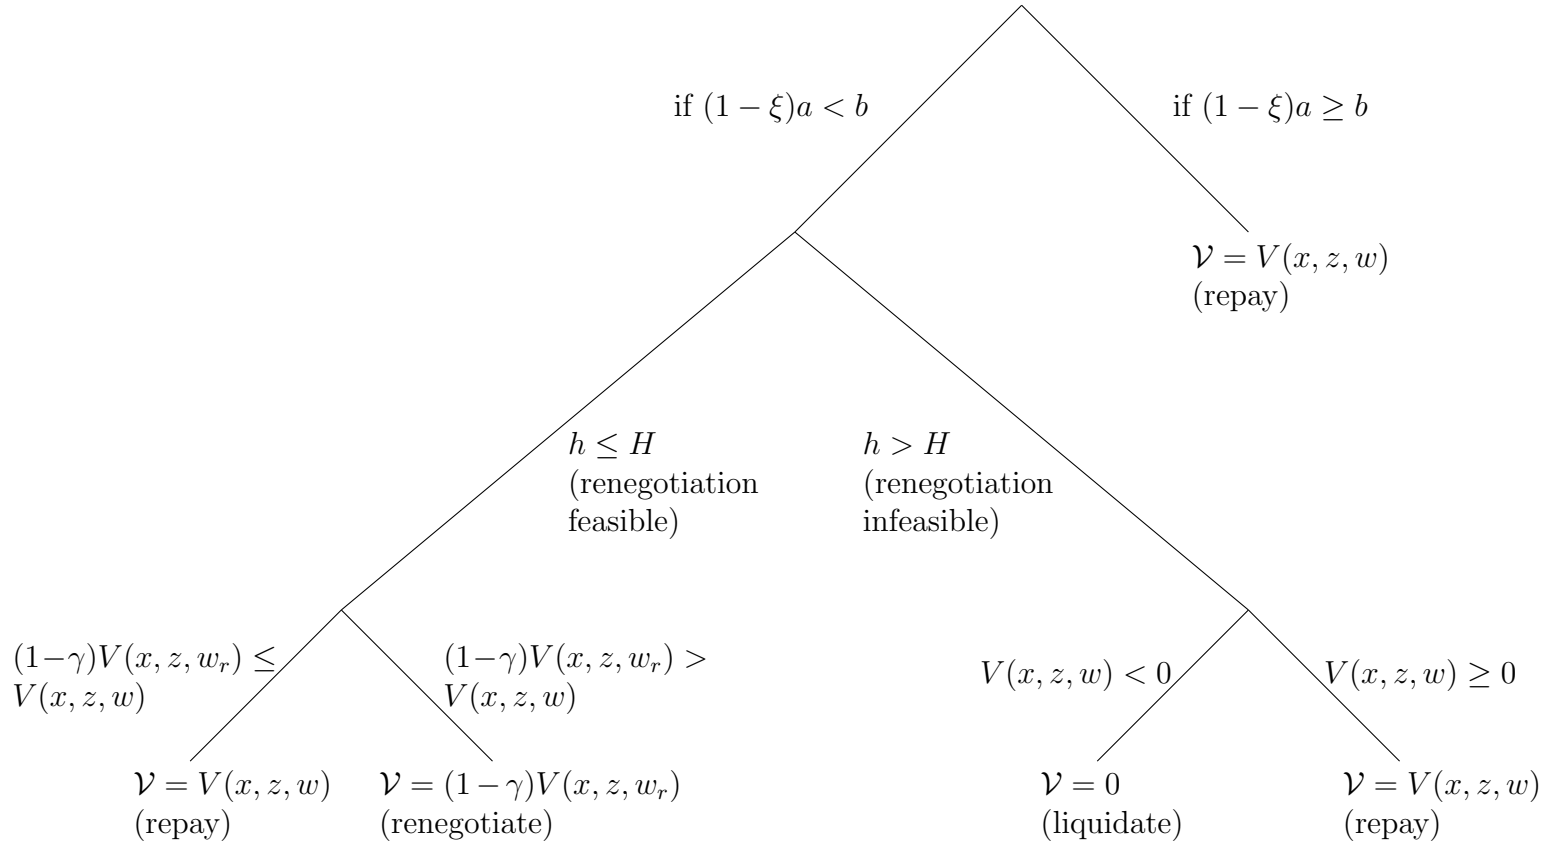 if (1 − ξ)a < b
if (1 − ξ)a ≥ b
𝒱 = V(x, z, w)
(repay)
h ≤ H
(renegotiation
feasible)
h > H
(renegotiation
infeasible)
(1−γ)V(x, z, w_r) ≤
V(x, z, w)
(1−γ)V(x, z, w_r) >
V(x, z, w)
V(x, z, w) < 0
V(x, z, w) ≥ 0
𝒱 = V(x, z, w)
(repay)
𝒱 = (1 − γ)V(x, z, w_r)
(renegotiate)
𝒱 = 0
(liquidate)
𝒱 = V(x, z, w)
(repay)